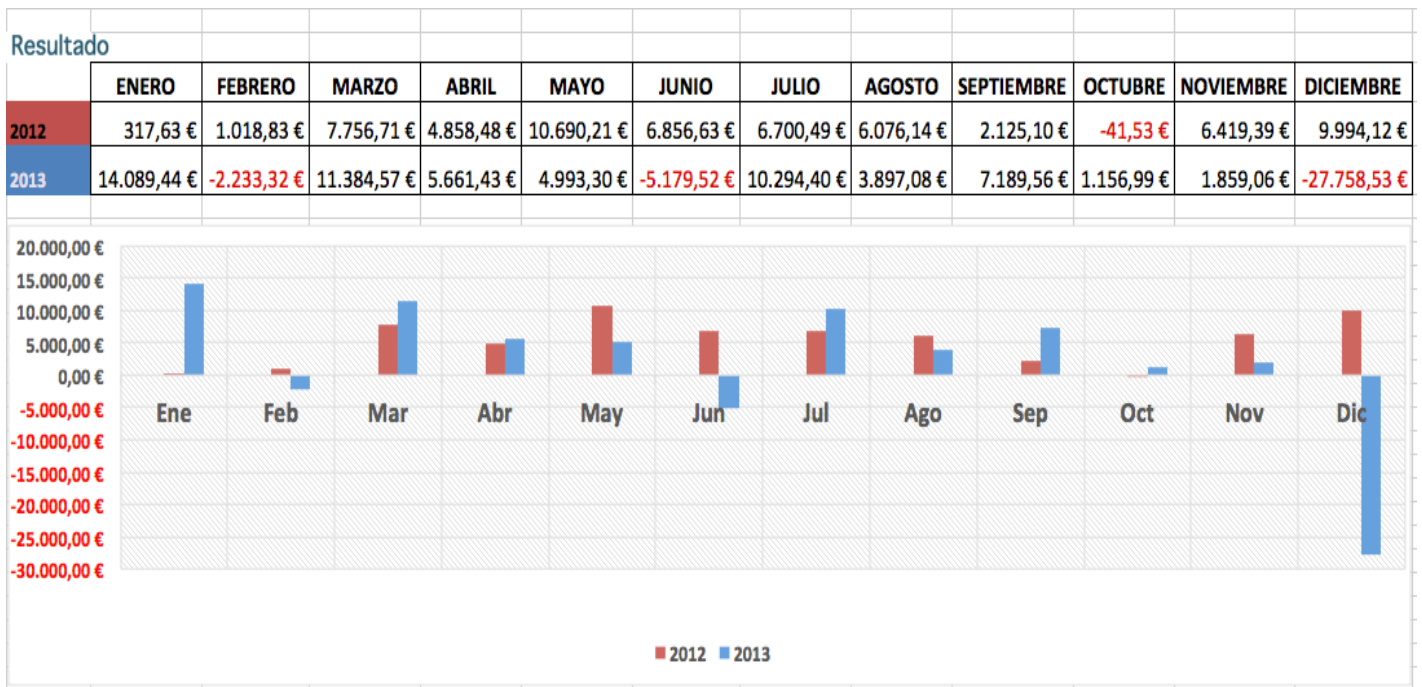 Resultado
ENERO FEBRERO MARZO ABRIL MAYO JUNIO JULIO AGOSTO SEPTIEMBRE OCTUBRE NOVIEMBRE DICIEMBRE
2012 317,63 € 1.018,83 € 7.756,71 € 4.858,48 € 10.690,21 € 6.856,63 € 6.700,49 € 6.076,14 € 2.125,10 € -41,53 € 6.419,39 € 9.994,12 €
2013 14.089,44 € -2.233,32 € 11.384,57 € 5.661,43 € 4.993,30 € -5.179,52 € 10.294,40 € 3.897,08 € 7.189,56 € 1.156,99 € 1.859,06 € -27.758,53 €
20.000,00 €
15.000,00 €
10.000,00 €
5.000,00 €
0,00 €
-5.000,00 €
Ene Feb Mar Abr May Jun Jul Ago Sep Oct Nov Dic
-10.000,00 €
-15.000,00 €
-20.000,00 €
-25.000,00 €
-30.000,00 €
2012 2013